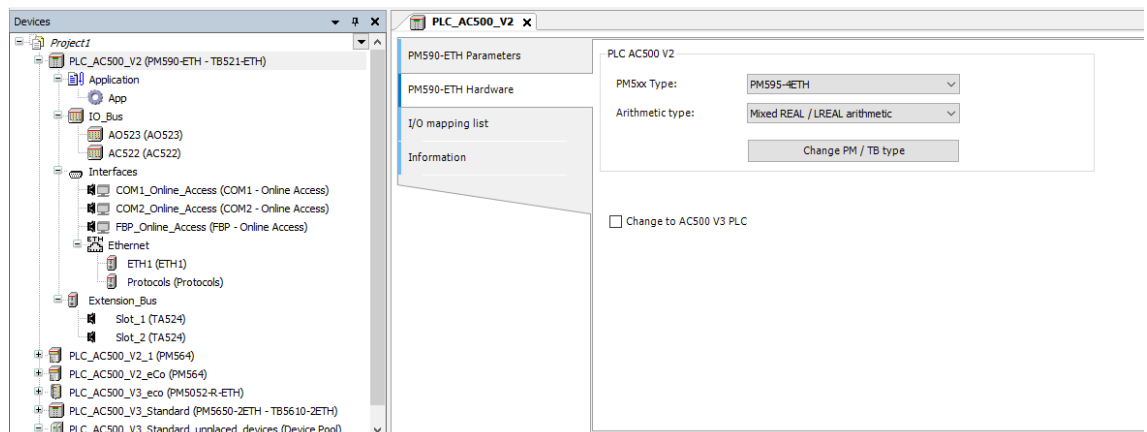 Devices
Project1
PLC_AC500_V2 (PM590-ETH - TB521-ETH)
Application
App
IO_Bus
AO523 (AO523)
AC522 (AC522)
Interfaces
COM1_Online_Access (COM1 - Online Access)
COM2_Online_Access (COM2 - Online Access)
FBP_Online_Access (FBP - Online Access)
ETH Ethernet
ETH1 (ETH1)
Protocols (Protocols)
Extension_Bus
Slot_1 (TA524)
Slot_2 (TA524)
PLC_AC500_V2_1 (PM564)
PLC_AC500_V2_eCo (PM564)
PLC_AC500_V3_eco (PM5052-R-ETH)
PLC_AC500_V3_Standard (PM5650-2ETH - TB5610-2ETH)
PLC_AC500_V3_Standard_unplaced_devices (Device Pool)
PLC_AC500_V2
PM590-ETH Parameters
PM590-ETH Hardware
I/O mapping list
Information
PLC AC500 V2
PM5xx Type: PM595-4ETH
Arithmetic type: Mixed REAL / LREAL arithmetic
Change PM / TB type
Change to AC500 V3 PLC